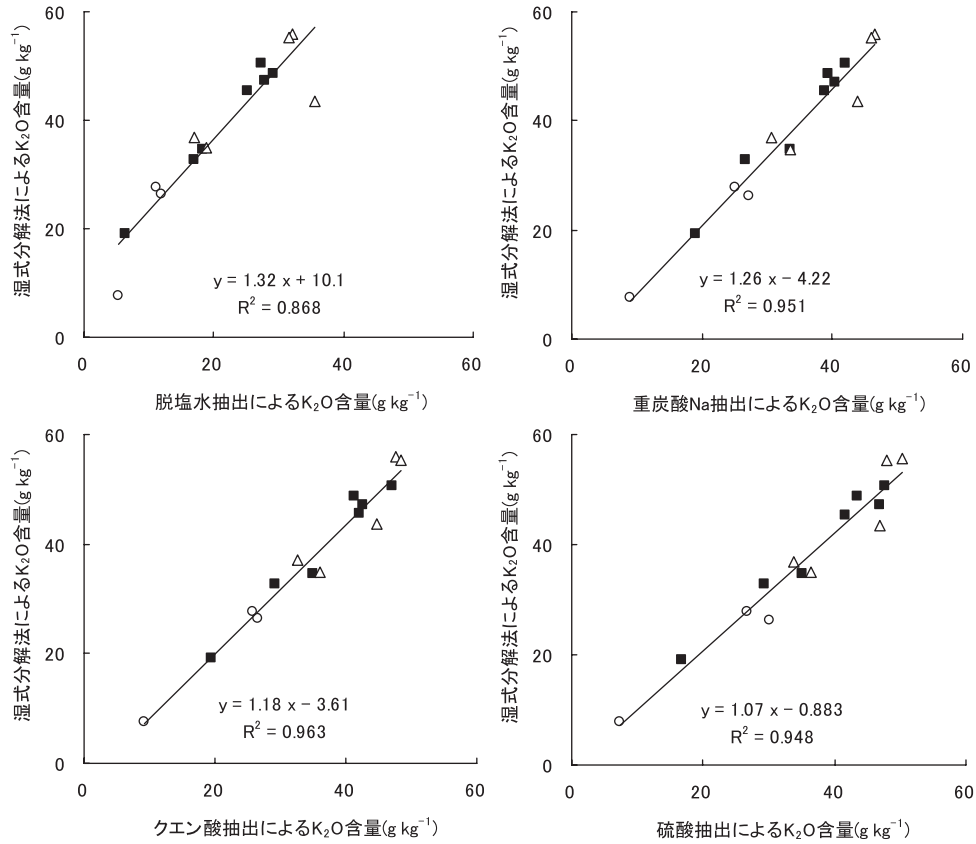 湿式分解法によるK₂O含量(g kg⁻¹)
60
40
20
0
y = 1.32 x + 10.1
R² = 0.868
0 20 40 60
脱塩水抽出によるK₂O含量(g kg⁻¹)
湿式分解法によるK₂O含量(g kg⁻¹)
60
40
20
0
y = 1.26 x − 4.22
R² = 0.951
0 20 40 60
重炭酸Na抽出によるK₂O含量(g kg⁻¹)
湿式分解法によるK₂O含量(g kg⁻¹)
60
40
20
0
y = 1.18 x − 3.61
R² = 0.963
0 20 40 60
クエン酸抽出によるK₂O含量(g kg⁻¹)
湿式分解法によるK₂O含量(g kg⁻¹)
60
40
20
0
y = 1.07 x − 0.883
R² = 0.948
0 20 40 60
硫酸抽出によるK₂O含量(g kg⁻¹)